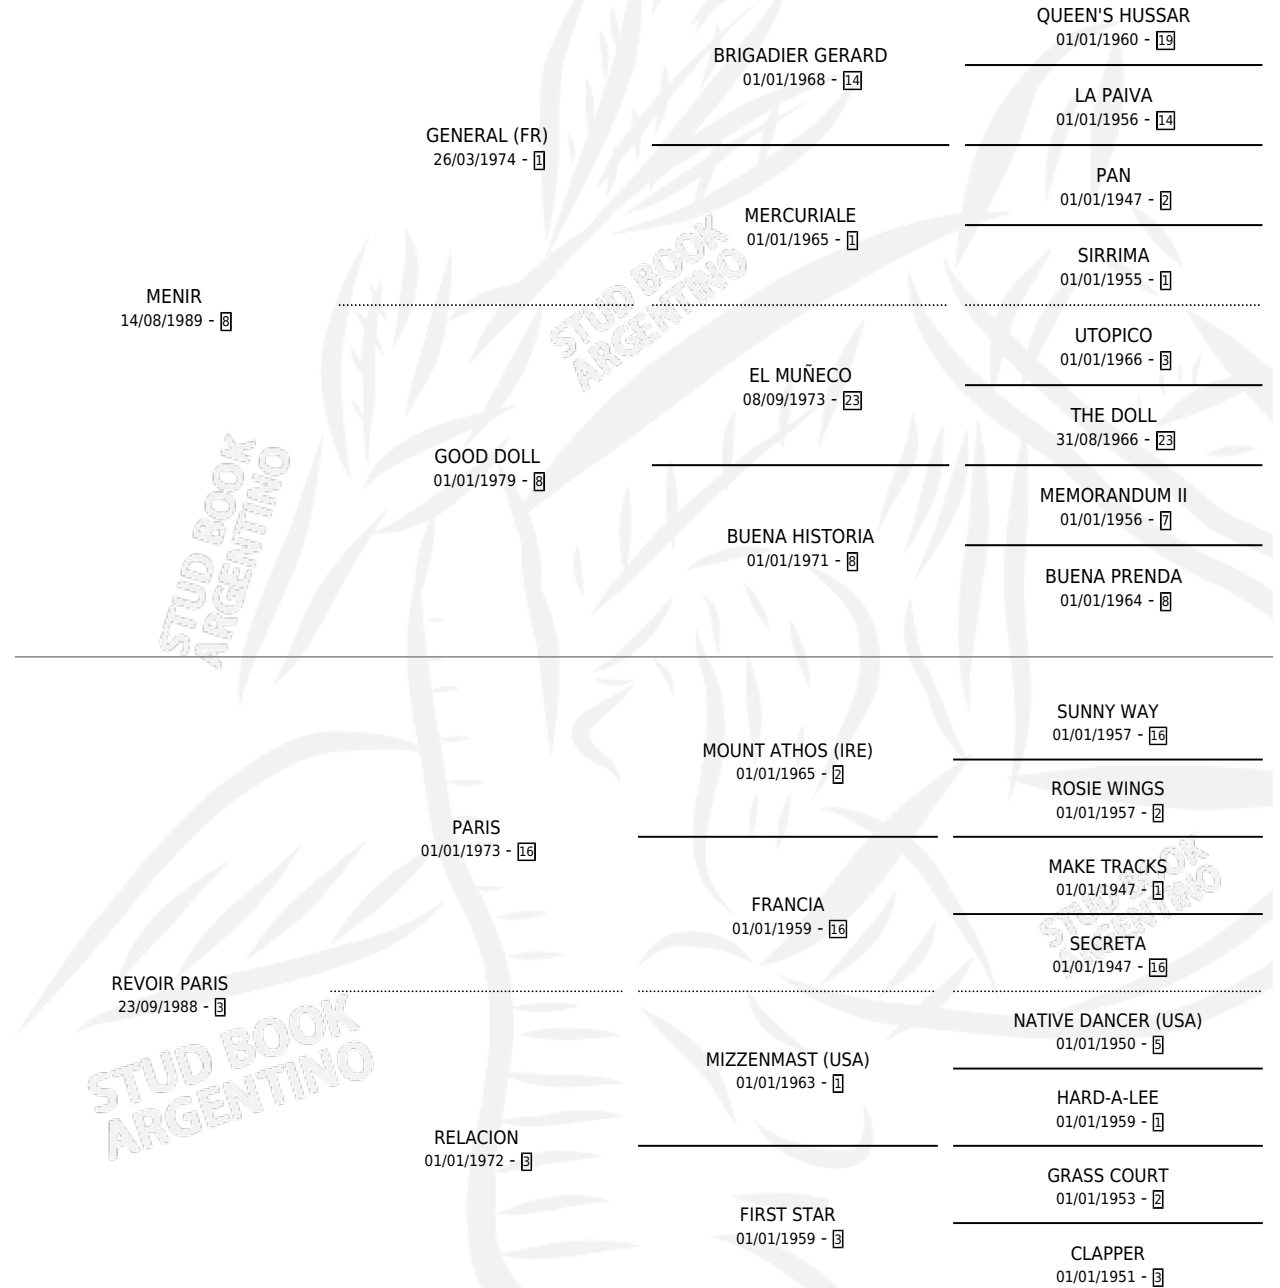 QUEEN'S HUSSAR
01/01/1960 - 19
BRIGADIER GERARD
01/01/1968 - 14
LA PAIVA
01/01/1956 - 14
GENERAL (FR)
26/03/1974 - 1
PAN
01/01/1947 - 2
MERCURIALE
01/01/1965 - 1
SIRRIMA
01/01/1955 - 1
MENIR
14/08/1989 - 8
UTOPICO
01/01/1966 - 3
EL MUÑECO
08/09/1973 - 23
THE DOLL
31/08/1966 - 23
GOOD DOLL
01/01/1979 - 8
MEMORANDUM II
01/01/1956 - 7
BUENA HISTORIA
01/01/1971 - 8
BUENA PRENDA
01/01/1964 - 8
SUNNY WAY
01/01/1957 - 16
MOUNT ATHOS (IRE)
01/01/1965 - 2
ROSIE WINGS
01/01/1957 - 2
PARIS
01/01/1973 - 16
MAKE TRACKS
01/01/1947 - 1
FRANCIA
01/01/1959 - 16
SECRETA
01/01/1947 - 16
REVOIR PARIS
23/09/1988 - 3
NATIVE DANCER (USA)
01/01/1950 - 5
MIZZENMAST (USA)
01/01/1963 - 1
HARD-A-LEE
01/01/1959 - 1
RELACION
01/01/1972 - 3
GRASS COURT
01/01/1953 - 2
FIRST STAR
01/01/1959 - 3
CLAPPER
01/01/1951 - 3
STUD BOOK
ARGENTINO
STUD BOOK
ARGENTINO
STUD BOOK
ARGENTINO
STUD BOOK
ARGENTINO